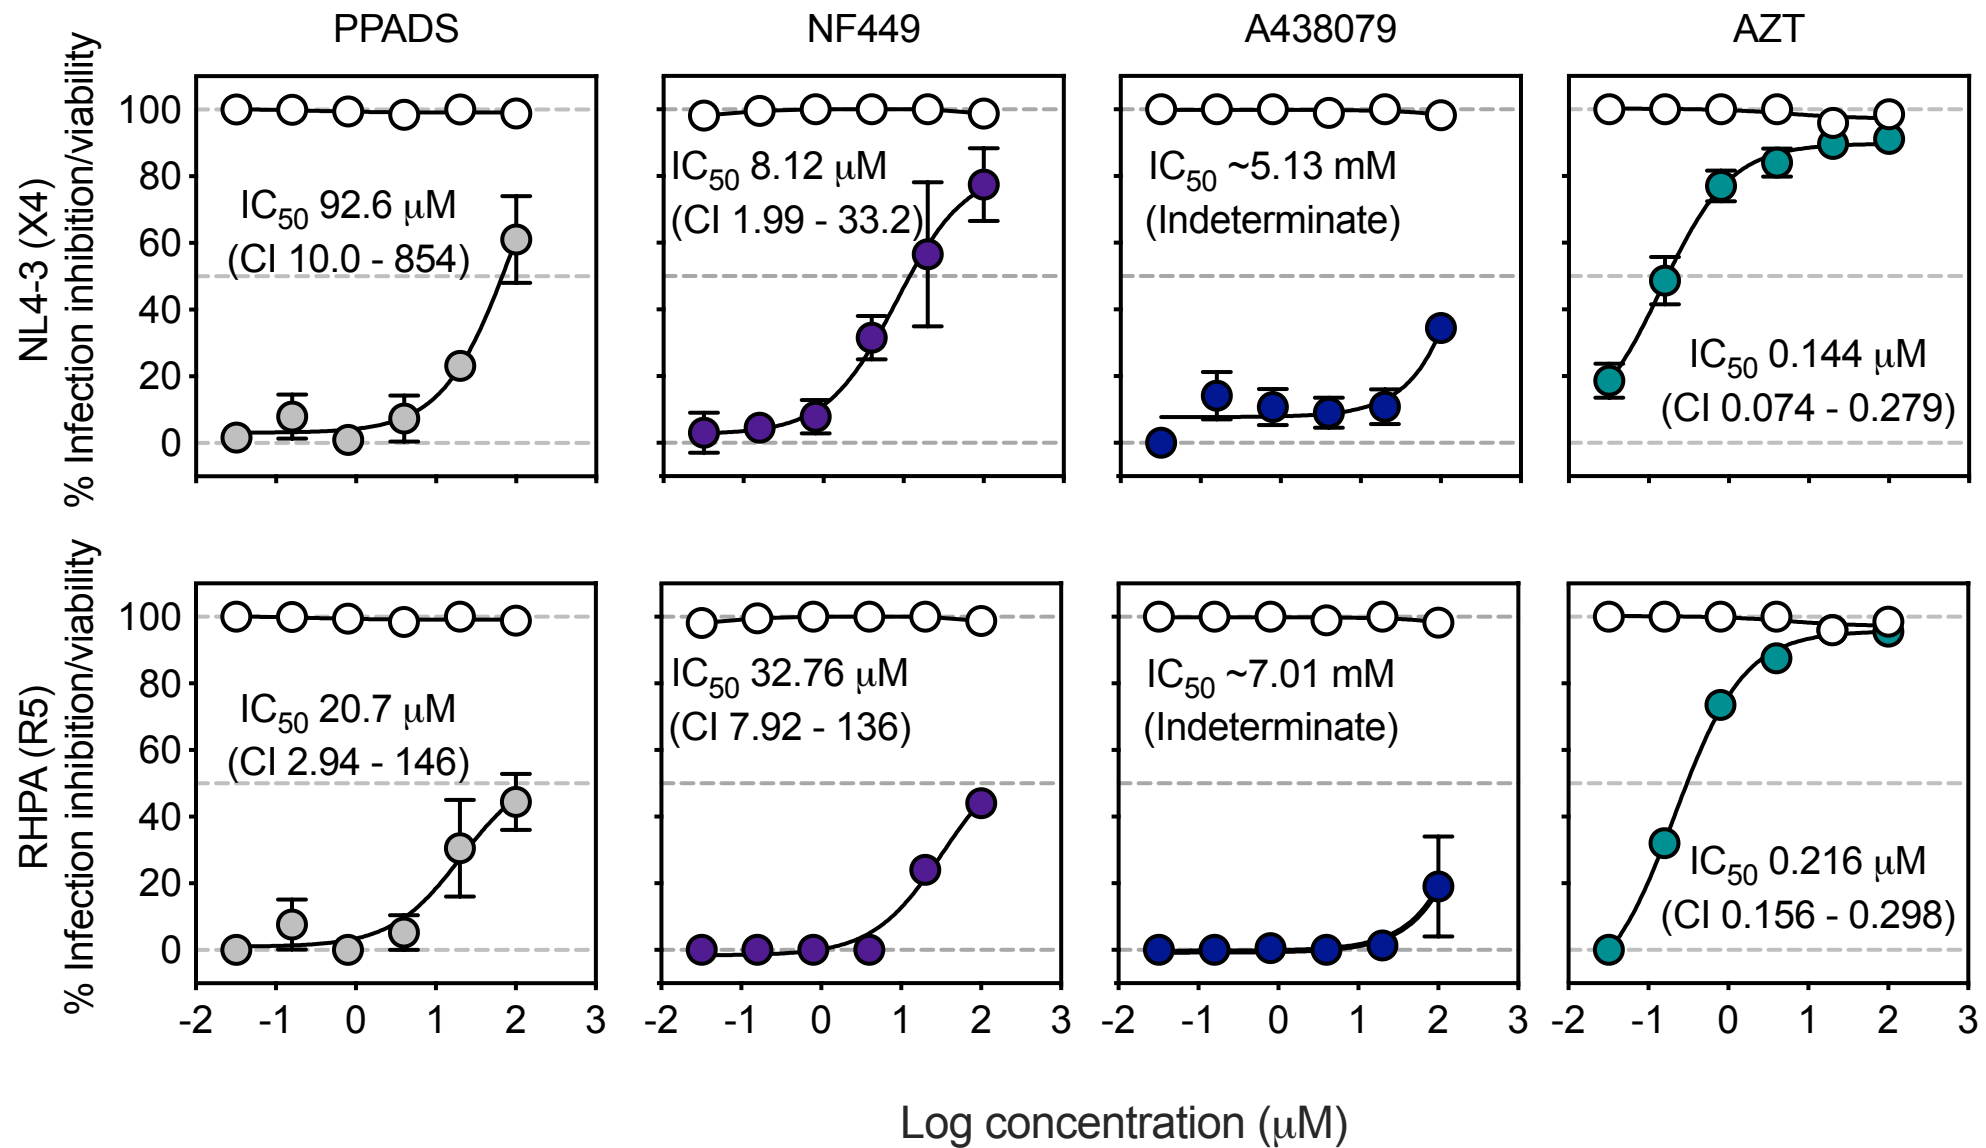 PPADS
NF449
A438079
AZT
NL4-3 (X4)
% Infection inhibition/viability
100
80
60
40
20
0
IC50 92.6 μM
(CI 10.0 - 854)
IC50 8.12 μM
(CI 1.99 - 33.2)
IC50 ~5.13 mM
(Indeterminate)
IC50 0.144 μM
(CI 0.074 - 0.279)
RHPA (R5)
% Infection inhibition/viability
100
80
60
40
20
0
IC50 20.7 μM
(CI 2.94 - 146)
IC50 32.76 μM
(CI 7.92 - 136)
IC50 ~7.01 mM
(Indeterminate)
IC50 0.216 μM
(CI 0.156 - 0.298)
-2 -1 0 1 2 3
-2 -1 0 1 2 3
-2 -1 0 1 2 3
-2 -1 0 1 2 3
Log concentration (μM)